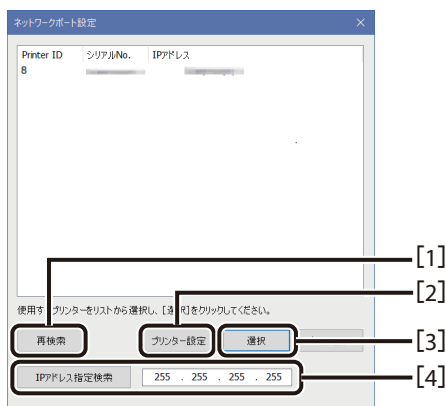 ネットワークポート設定
Printer ID シリアルNo. IPアドレス
8
[1]
[2]
使用するプリンターをリストから選択し、[選択]をクリックしてください。
再検索 プリンター設定 選択 [3]
IPアドレス指定検索 255 . 255 . 255 . 255 [4]